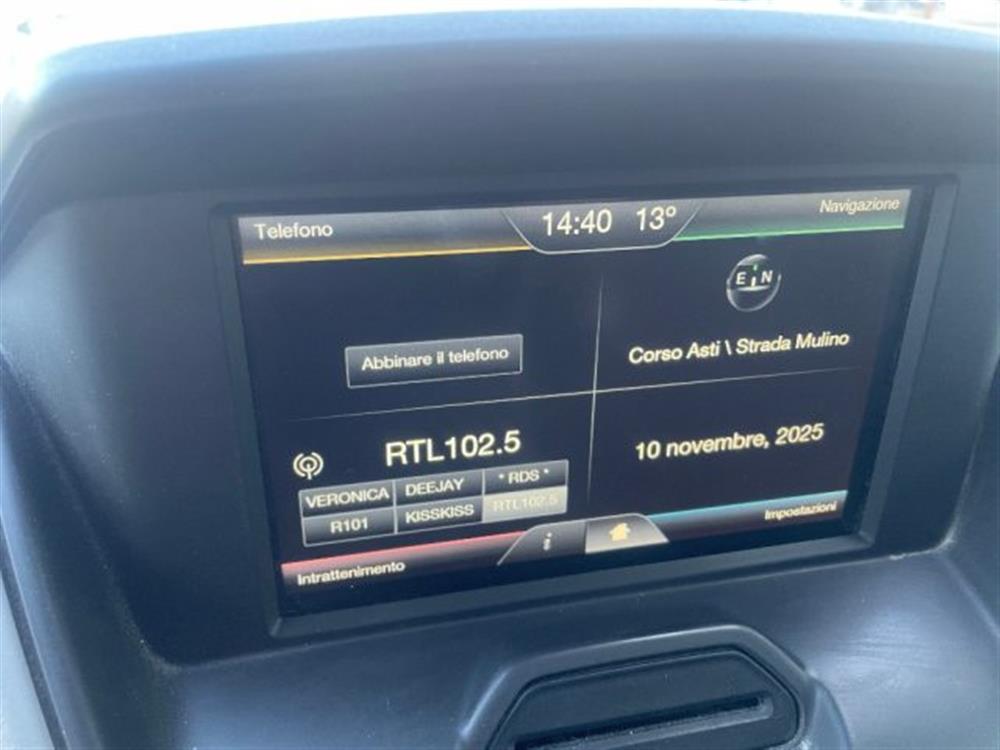 Telefono
14:40 13°
Navigazione
E N
Abbinare il telefono
Corso Asti \ Strada Mulino
RTL102.5
10 novembre, 2025
VERONICA DEEJAY * RDS *
R101 KISSKISS RTL102.5
Intrattenimento
i
Impostazioni